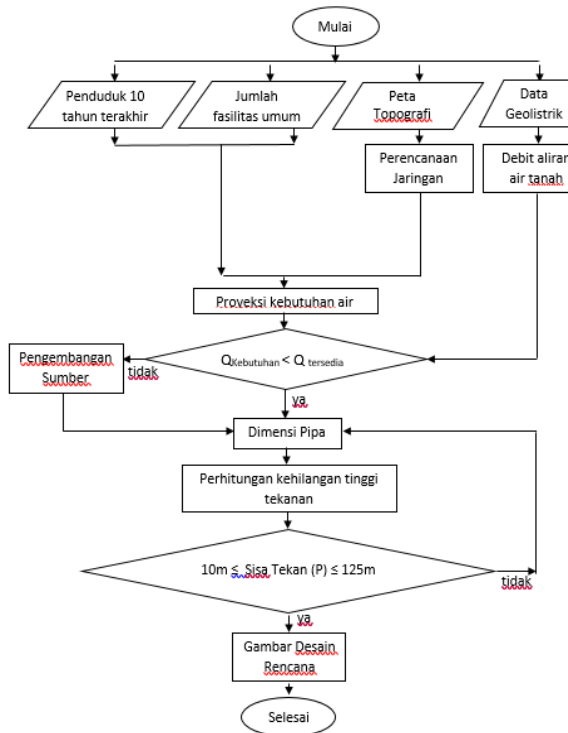 Mulai
Penduduk 10
tahun terakhir
Jumlah
fasilitas umum
Peta
Topografi
Data
Geolistrik
Perencanaan
Jaringan
Debit aliran
air tanah
Proyeksi kebutuhan air
QKebutuhan < Q tersedia
Pengembangan
Sumber
tidak
ya
Dimensi Pipa
Perhitungan kehilangan tinggi
tekanan
10m ≤ Sisa Tekan (P) ≤ 125m
tidak
ya
Gambar Desain
Rencana
Selesai